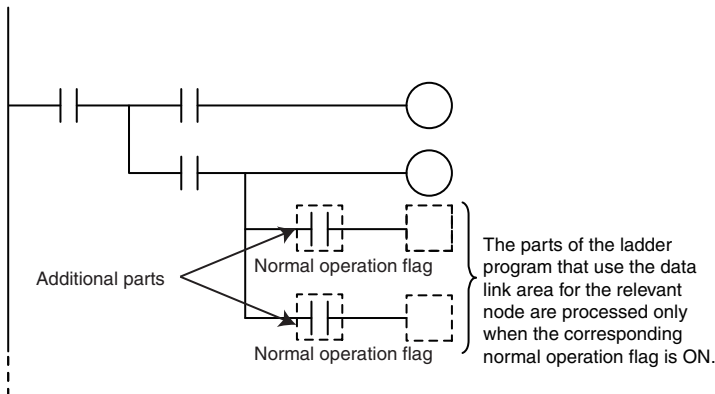 Normal operation flag
Additional parts
Normal operation flag
The parts of the ladder
program that use the data
link area for the relevant
node are processed only
when the corresponding
normal operation flag is ON.